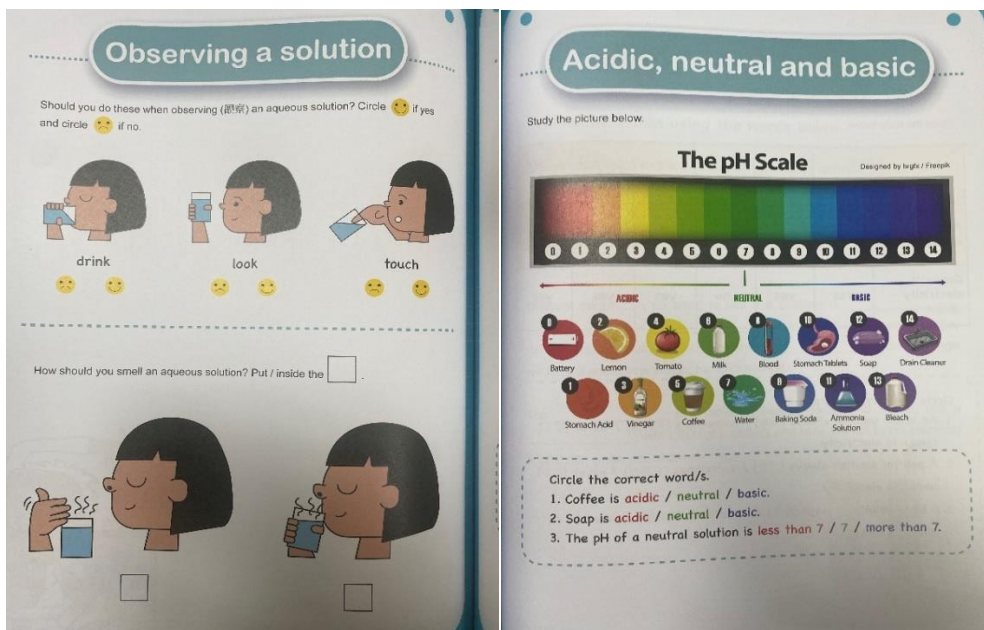 Observing a solution
Should you do these when observing (觀察) an aqueous solution? Circle if yes
and circle if no.
drink
look
touch
How should you smell an aqueous solution? Put / inside the .
Acidic, neutral and basic
Study the picture below.
The pH Scale
Designed by brgfx / Freepik
0 1 2 3 4 5 6 7 8 9 10 11 12 13 14
ACIDIC NEUTRAL BASIC
0 2 4 6 8 10 12 14
Battery Lemon Tomato Milk Blood Stomach Tablets Soap Drain Cleaner
1 3 5 7 9 11 13
Stomach Acid Vinegar Coffee Water Baking Soda Ammonia Bleach
Solution
Circle the correct word/s.
1. Coffee is acidic / neutral / basic.
2. Soap is acidic / neutral / basic.
3. The pH of a neutral solution is less than 7 / 7 / more than 7.